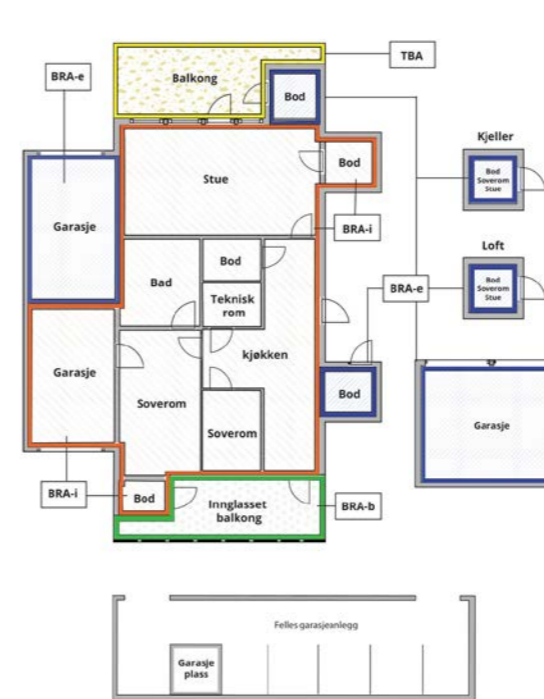 TBA
BRA-e
Balkong
Bod
Kjeller
Bod
Soverom
Stue
Stue
Bod
Garasje
BRA-i
Loft
Bod
Bod
Soverom
Stue
Bad
BRA-e
Teknisk
rom
kjøkken
Garasje
Bod
Soverom
Garasje
Soverom
BRA-i
Bod
Innglasset
balkong
BRA-b
Felles garasjeanlegg
Garasje
plass